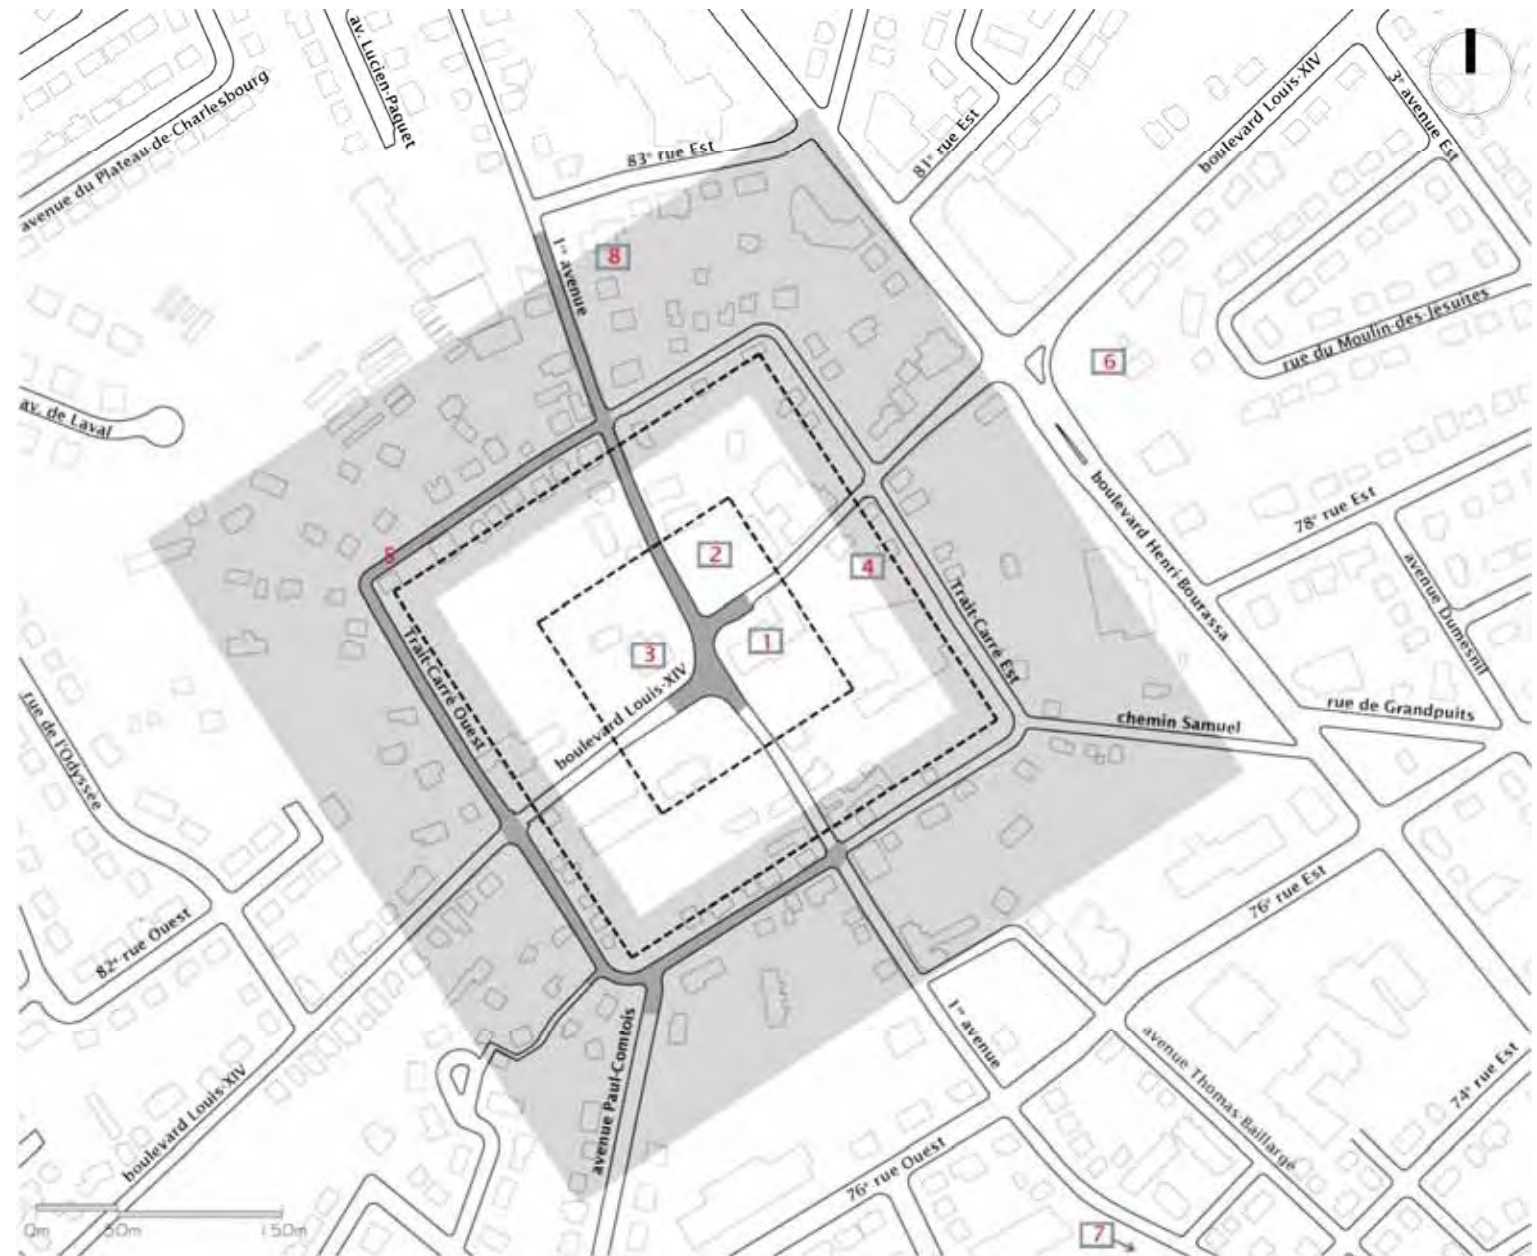 av. Lucien-Paquet
boulevard Louis-XIV
3e avenue Est
avenue du Plateau-de-Charlesbourg
83e rue Est
81e rue Est
8
1re avenue
6
rue du Moulin-des-Jésuites
av. de Laval
boulevard Henri-Bourassa
78e rue Est
5
2
4
avenue Dumesnil
Trait-Carré Est
1
3
Trait-Carré Ouest
boulevard Louis-XIV
rue de l'Odyssée
chemin Samuel
rue de Grandpuits
82e rue Ouest
76e rue Est
1re avenue
avenue Paul-Comtois
avenue Thomas-Baillargé
74e rue Est
boulevard Louis-XIV
76e rue Ouest
7
0m 50m 150m